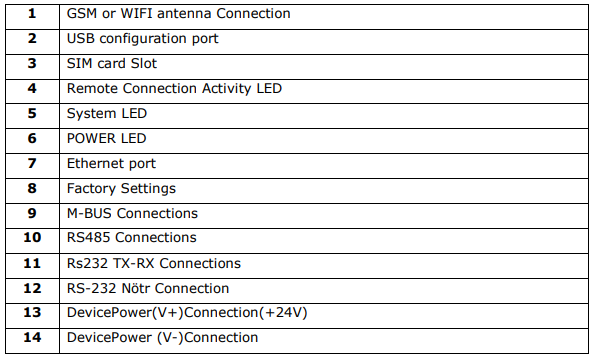 1 GSM or WIFI antenna Connection
2 USB configuration port
3 SIM card Slot
4 Remote Connection Activity LED
5 System LED
6 POWER LED
7 Ethernet port
8 Factory Settings
9 M-BUS Connections
10 RS485 Connections
11 Rs232 TX-RX Connections
12 RS-232 Nötr Connection
13 DevicePower(V+)Connection(+24V)
14 DevicePower (V-)Connection